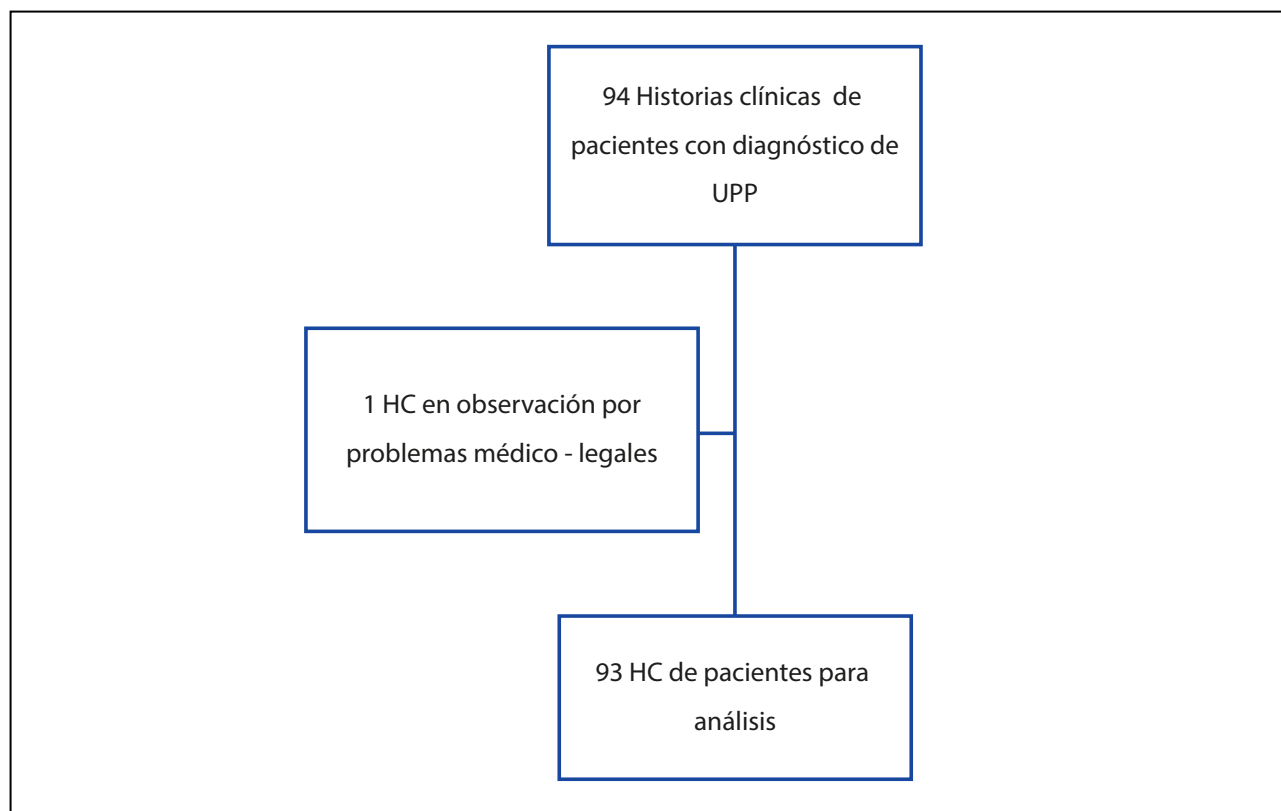 94 Historias clínicas de
pacientes con diagnóstico de
UPP
1 HC en observación por
problemas médico - legales
93 HC de pacientes para
análisis